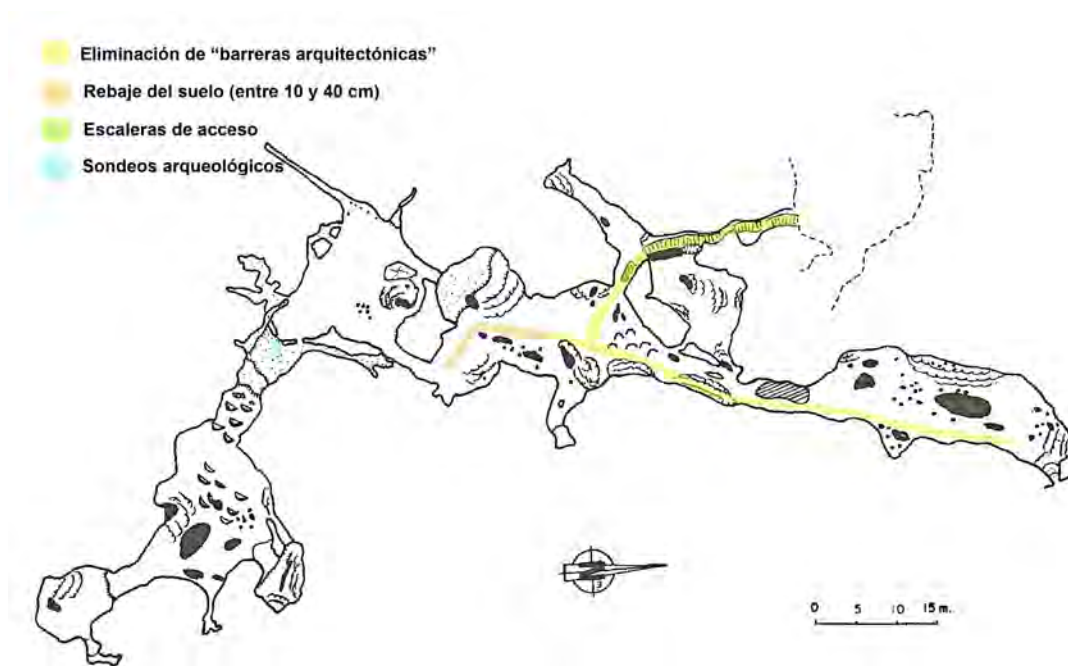 Eliminación de “barreras arquitectónicas”
Rebaje del suelo (entre 10 y 40 cm)
Escaleras de acceso
Sondeos arqueológicos
0 5 10 15 m.